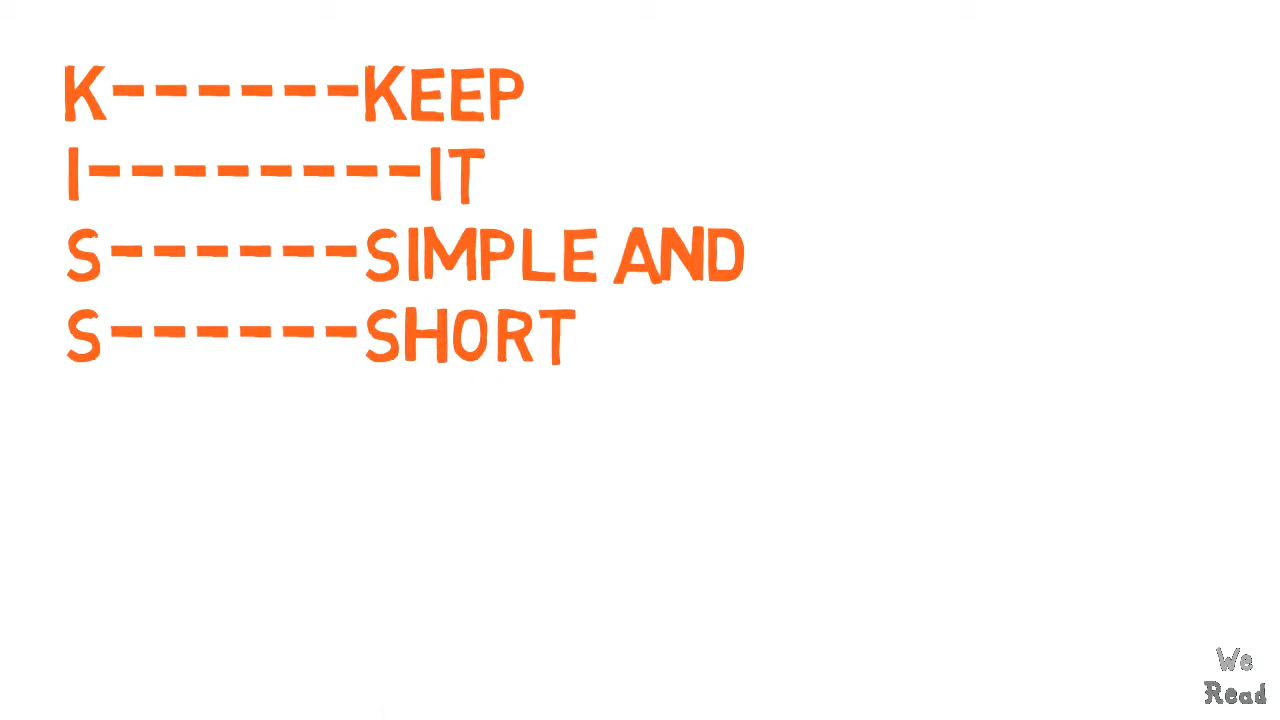 K------KEEP
I--------IT
S------SIMPLE AND
S------SHORT
We
Read